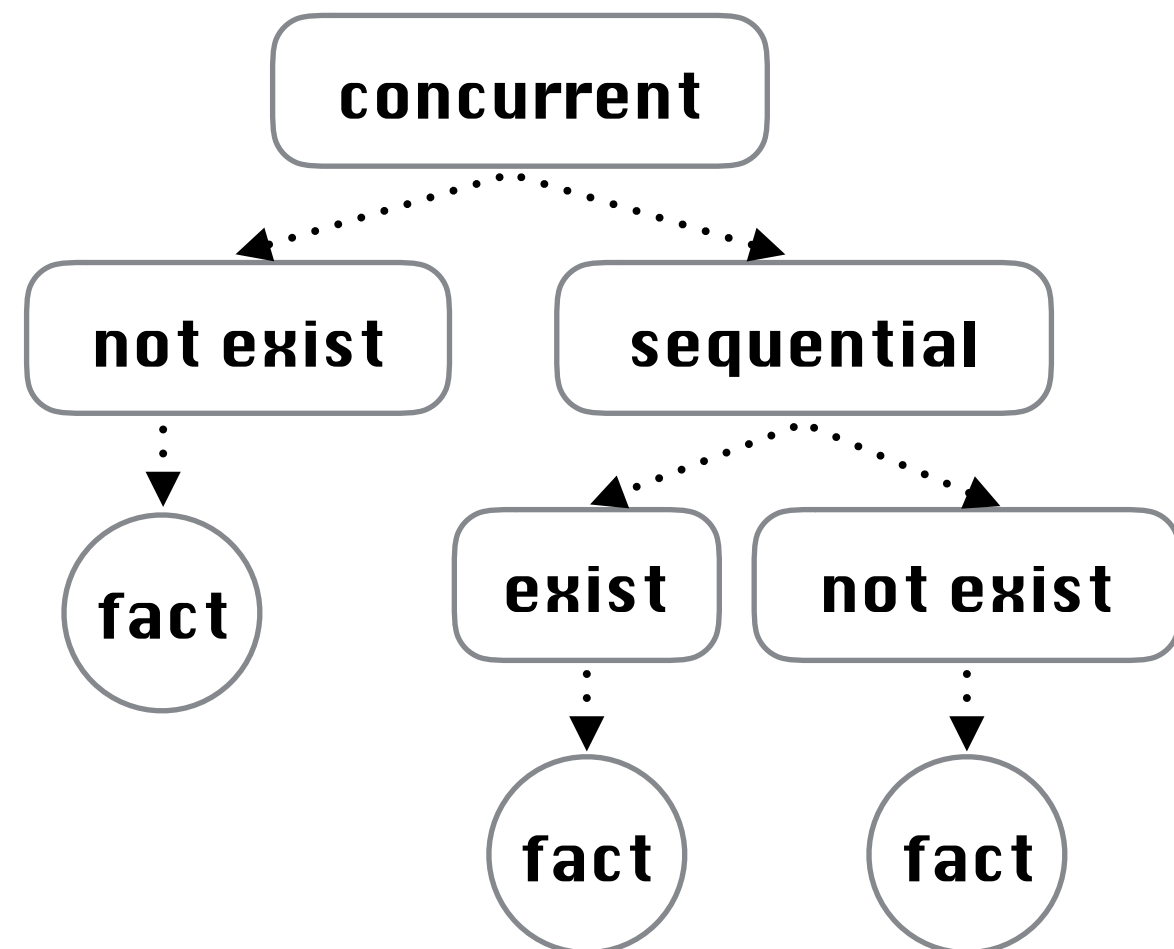 concurrent
not exist
sequential
fact
exist
not exist
fact
fact